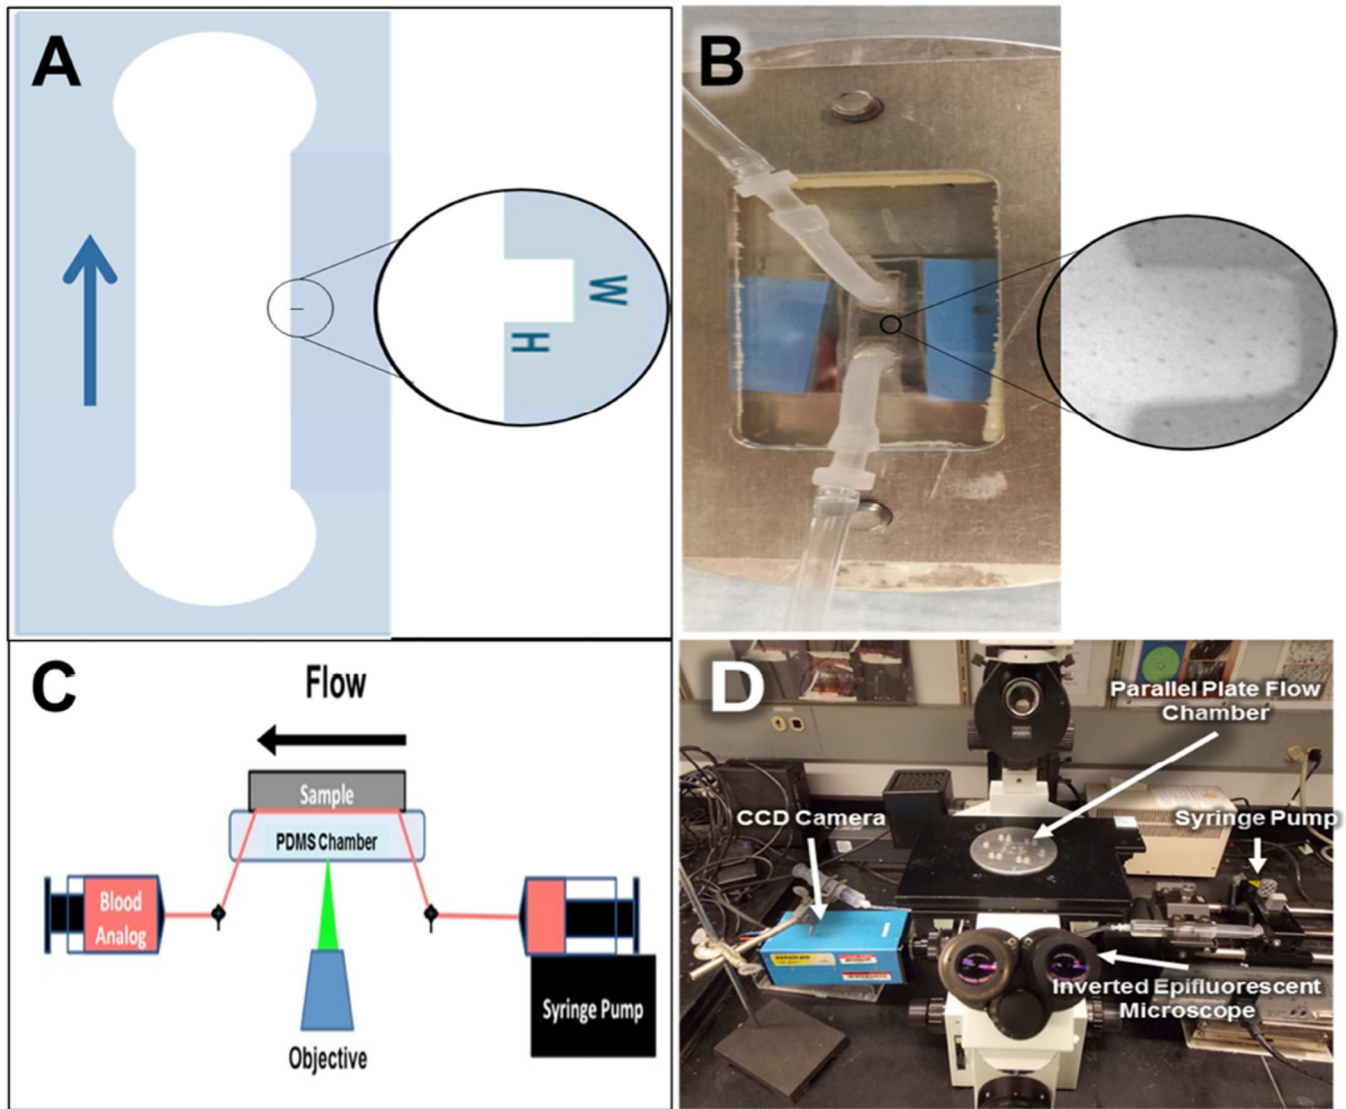 A
W
H
B
C
Flow
Sample
PDMS Chamber
Blood
Analog
Syringe Pump
Objective
D
Parallel Plate Flow
Chamber
CCD Camera
Syringe Pump
Inverted Epifluorescent
Microscope